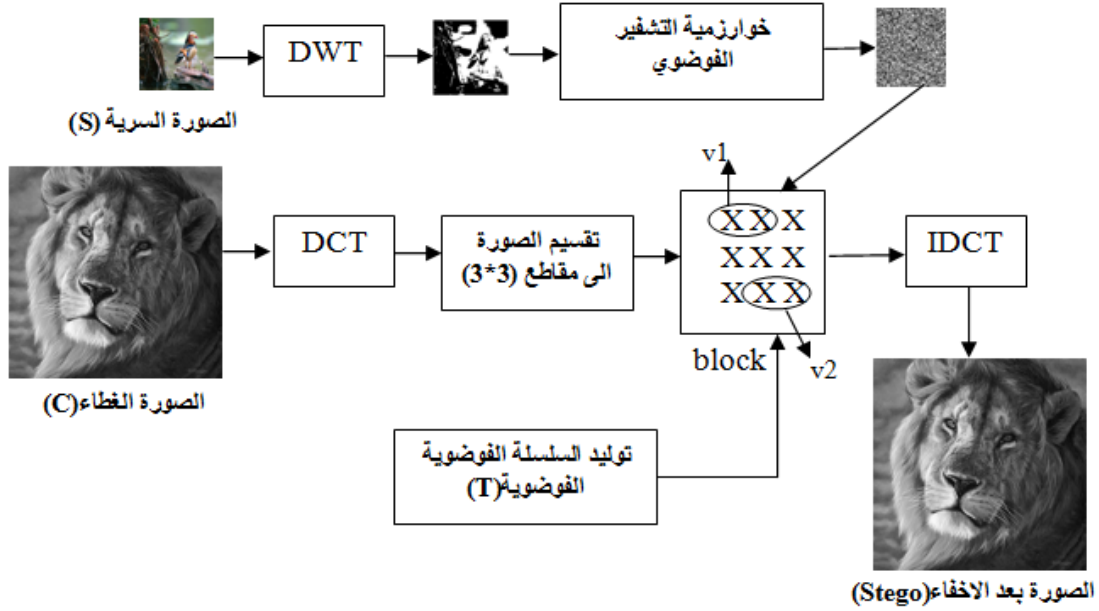 DWT
خوارزمية التشفير
الفوضوي
الصورة السرية (S)
v1
X X X
X X X
X X X
DCT
تقسيم الصورة
الى مقاطع (3*3)
IDCT
block
v2
الصورة الغطاء(C)
توليد السلسلة الفوضوية
الفوضوية(T)
الصورة بعد الاخفاء(Stego)